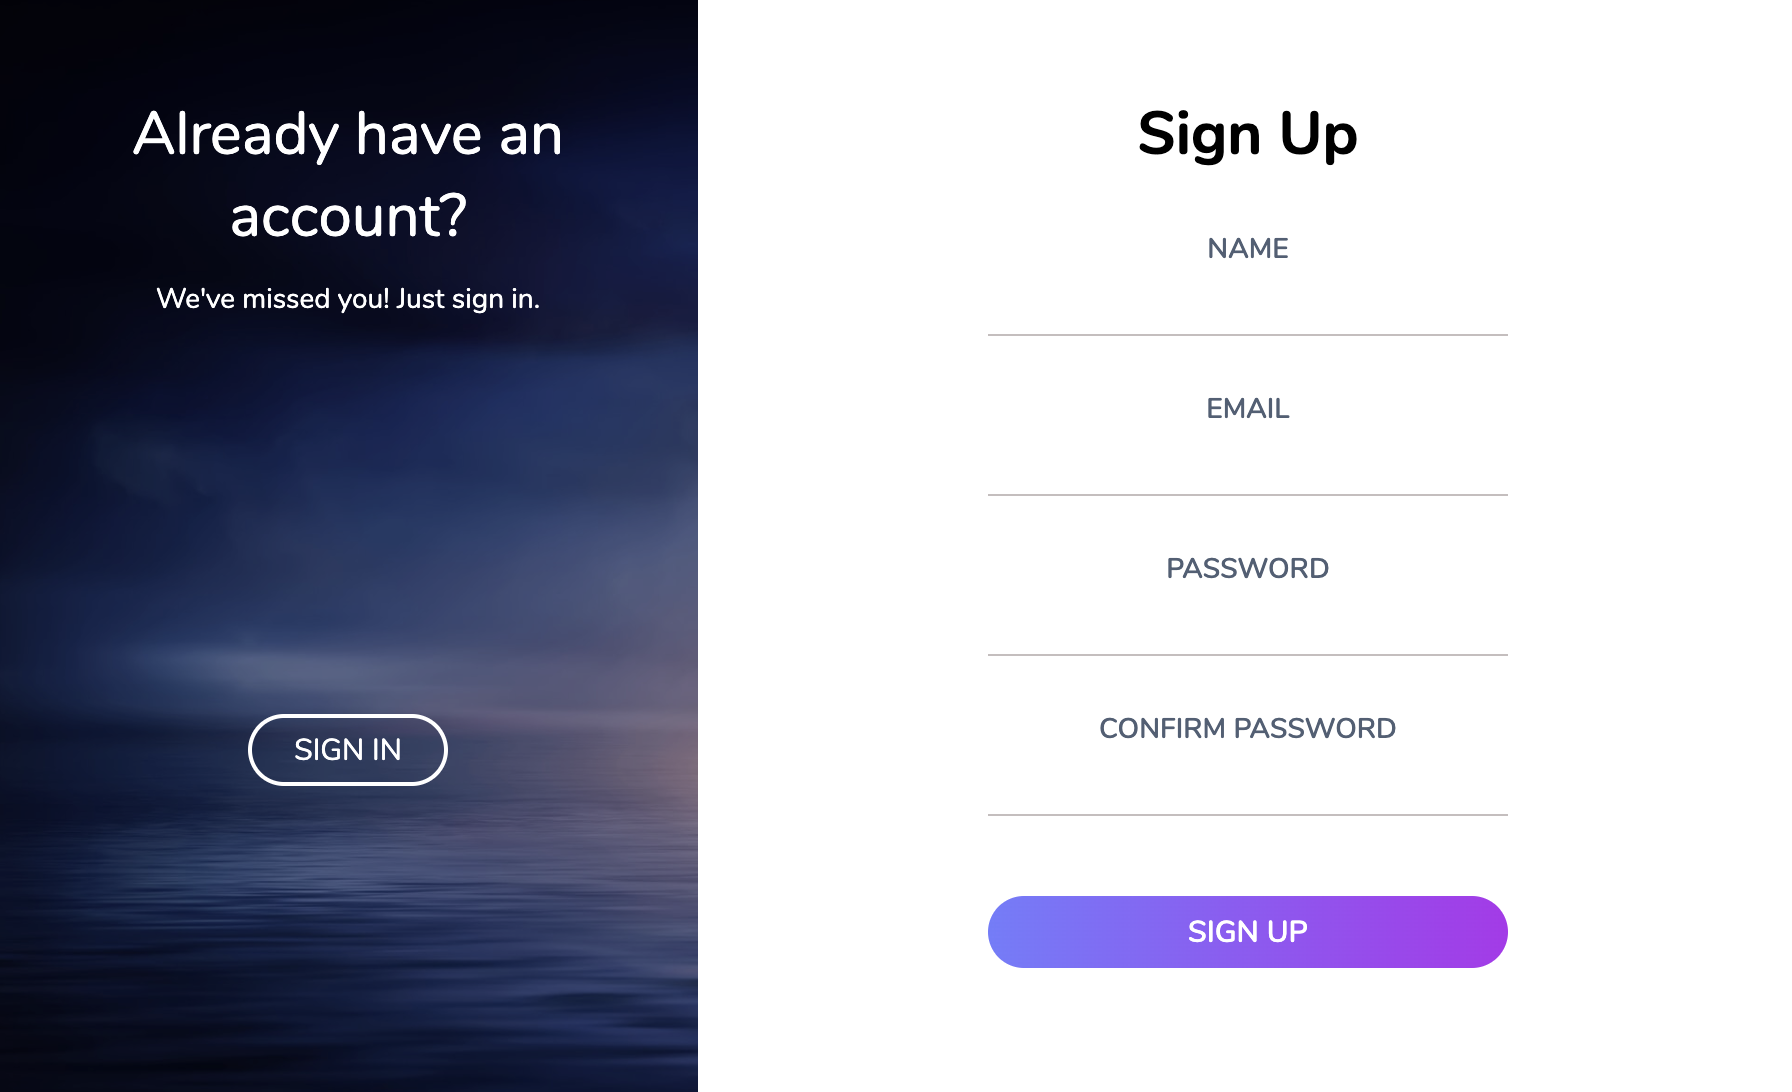 Already have an
account?
We've missed you! Just sign in.
SIGN IN
Sign Up
NAME
EMAIL
PASSWORD
CONFIRM PASSWORD
SIGN UP